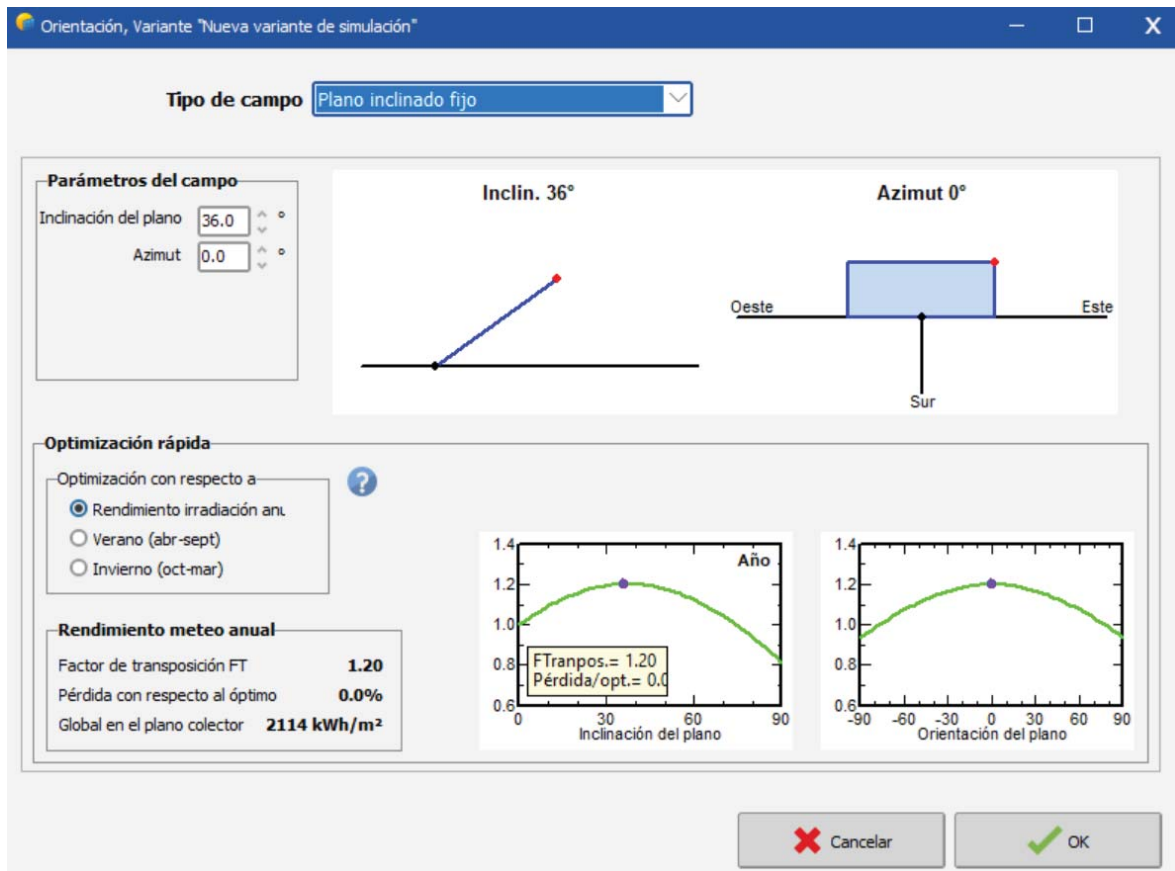 Orientación, Variante "Nueva variante de simulación"
Tipo de campo Plano inclinado fijo
Parámetros del campo
Inclinación del plano 36.0 °
Azimut 0.0 °
Inclin. 36°
Azimut 0°
Oeste
Este
Sur
Optimización rápida
Optimización con respecto a
Rendimiento irradiación anu
Verano (abr-sept)
Invierno (oct-mar)
?
Rendimiento meteo anual
Factor de transposición FT 1.20
Pérdida con respecto al óptimo 0.0%
Global en el plano colector 2114 kWh/m²
1.4
1.2
1.0
0.8
0.6
Año
FTranpos.= 1.20
Pérdida/opt.= 0.0
0 30 60 90
Inclinación del plano
1.4
1.2
1.0
0.8
0.6
-90 -60 -30 0 30 60 90
Orientación del plano
Cancelar
OK